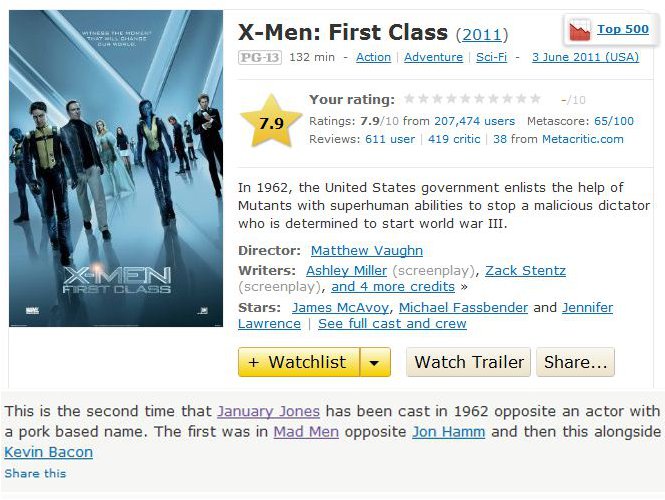 WITNESS THE MOMENT
THAT WILL CHANGE
OUR WORLD.
X-MEN
FIRST CLASS
MARVEL
X-Men: First Class (2011)
Top 500
PG-13 132 min - Action | Adventure | Sci-Fi - 3 June 2011 (USA)
7.9
Your rating: -/10
Ratings: 7.9/10 from 207,474 users Metascore: 65/100
Reviews: 611 user | 419 critic | 38 from Metacritic.com
In 1962, the United States government enlists the help of
Mutants with superhuman abilities to stop a malicious dictator
who is determined to start world war III.
Director: Matthew Vaughn
Writers: Ashley Miller (screenplay), Zack Stentz
(screenplay), and 4 more credits »
Stars: James McAvoy, Michael Fassbender and Jennifer
Lawrence | See full cast and crew
+ Watchlist
Watch Trailer
Share...
This is the second time that January Jones has been cast in 1962 opposite an actor with
a pork based name. The first was in Mad Men opposite Jon Hamm and then this alongside
Kevin Bacon
Share this